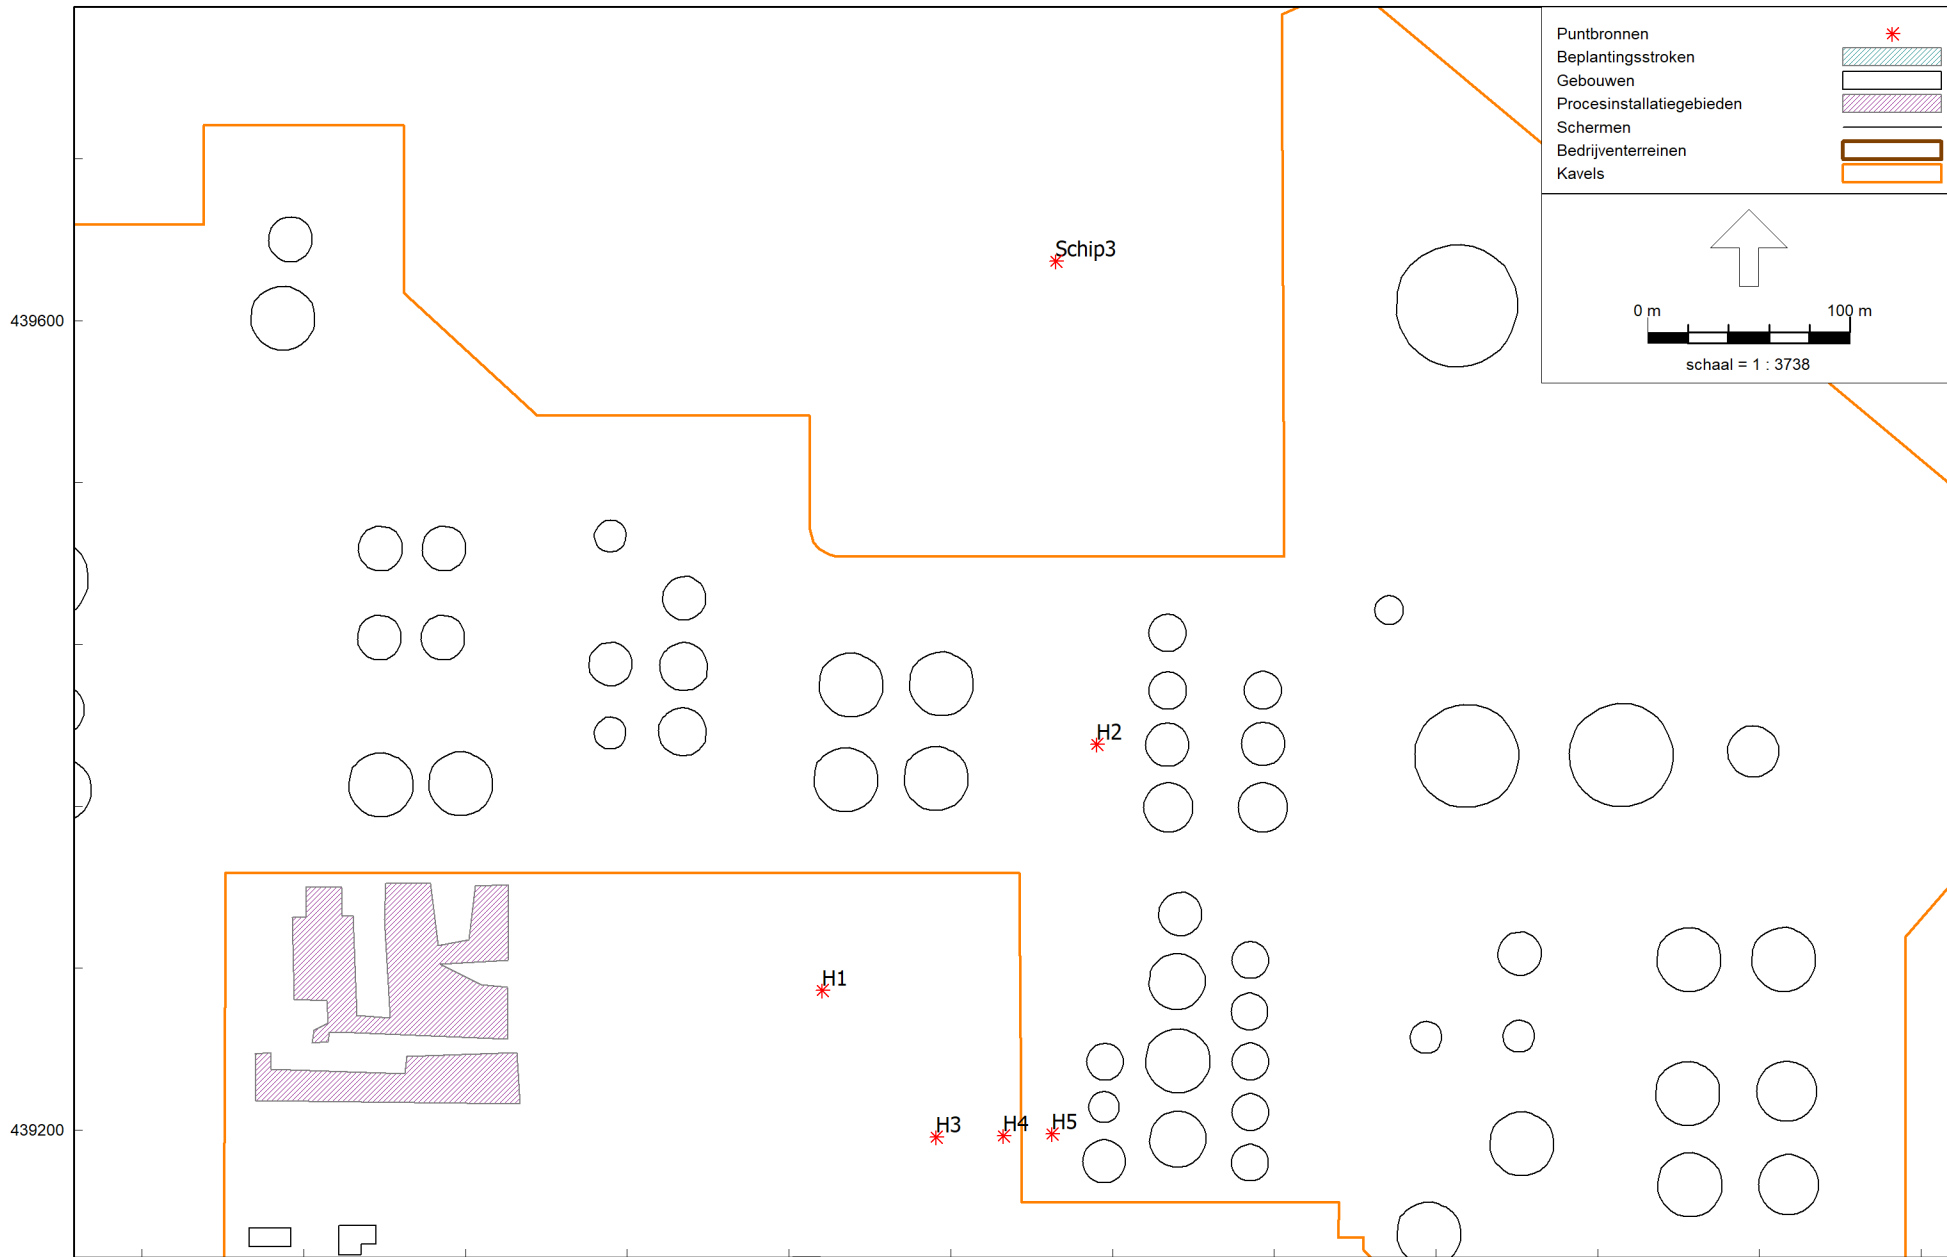 Puntbronnen
Beplantingsstroken
Gebouwen
Procesinstallatiegebieden
Schermen
Bedrijventerreinen
Kavels
Schip3
0 m 100 m
schaal = 1 : 3738
439600
H2
H1
H3
H4
H5
439200